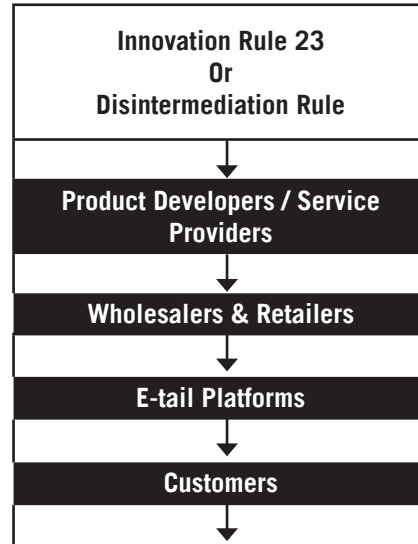 Innovation Rule 23
Or
Disintermediation Rule
Product Developers / Service
Providers
Wholesalers & Retailers
E-tail Platforms
Customers